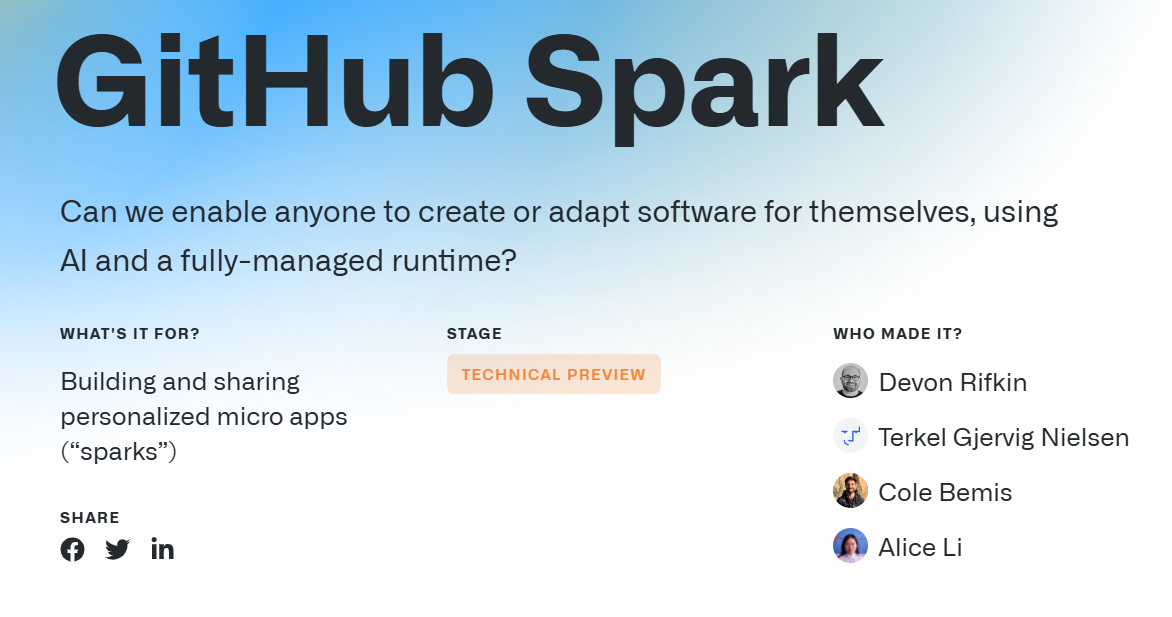 GitHub Spark
Can we enable anyone to create or adapt software for themselves, using
AI and a fully-managed runtime?
WHAT'S IT FOR?
Building and sharing
personalized micro apps
(“sparks”)
SHARE
STAGE
TECHNICAL PREVIEW
WHO MADE IT?
Devon Rifkin
Terkel Gjervig Nielsen
Cole Bemis
Alice Li